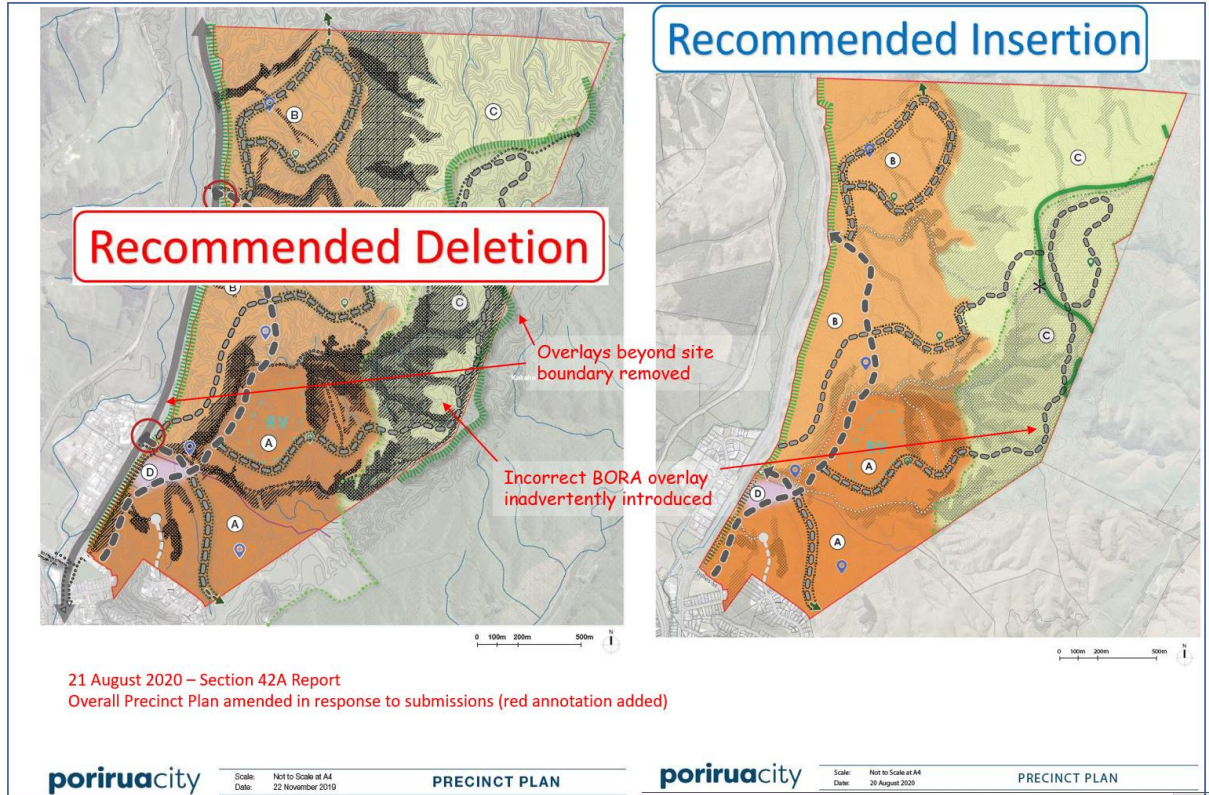 Recommended Insertion
Recommended Deletion
B
C
B
C
RV
A
D
A
B
C
B
C
A
D
A
Overlays beyond site
boundary removed
Incorrect BORA overlay
inadvertently introduced
0 100m 200m 500m
N
0 100m 200m 500m
N
21 August 2020 – Section 42A Report
Overall Precinct Plan amended in response to submissions (red annotation added)
poriruacity
Scale: Not to Scale at A4
Date: 22 November 2019
PRECINCT PLAN
poriruacity
Scale: Not to Scale at A4
Date: 20 August 2020
PRECINCT PLAN